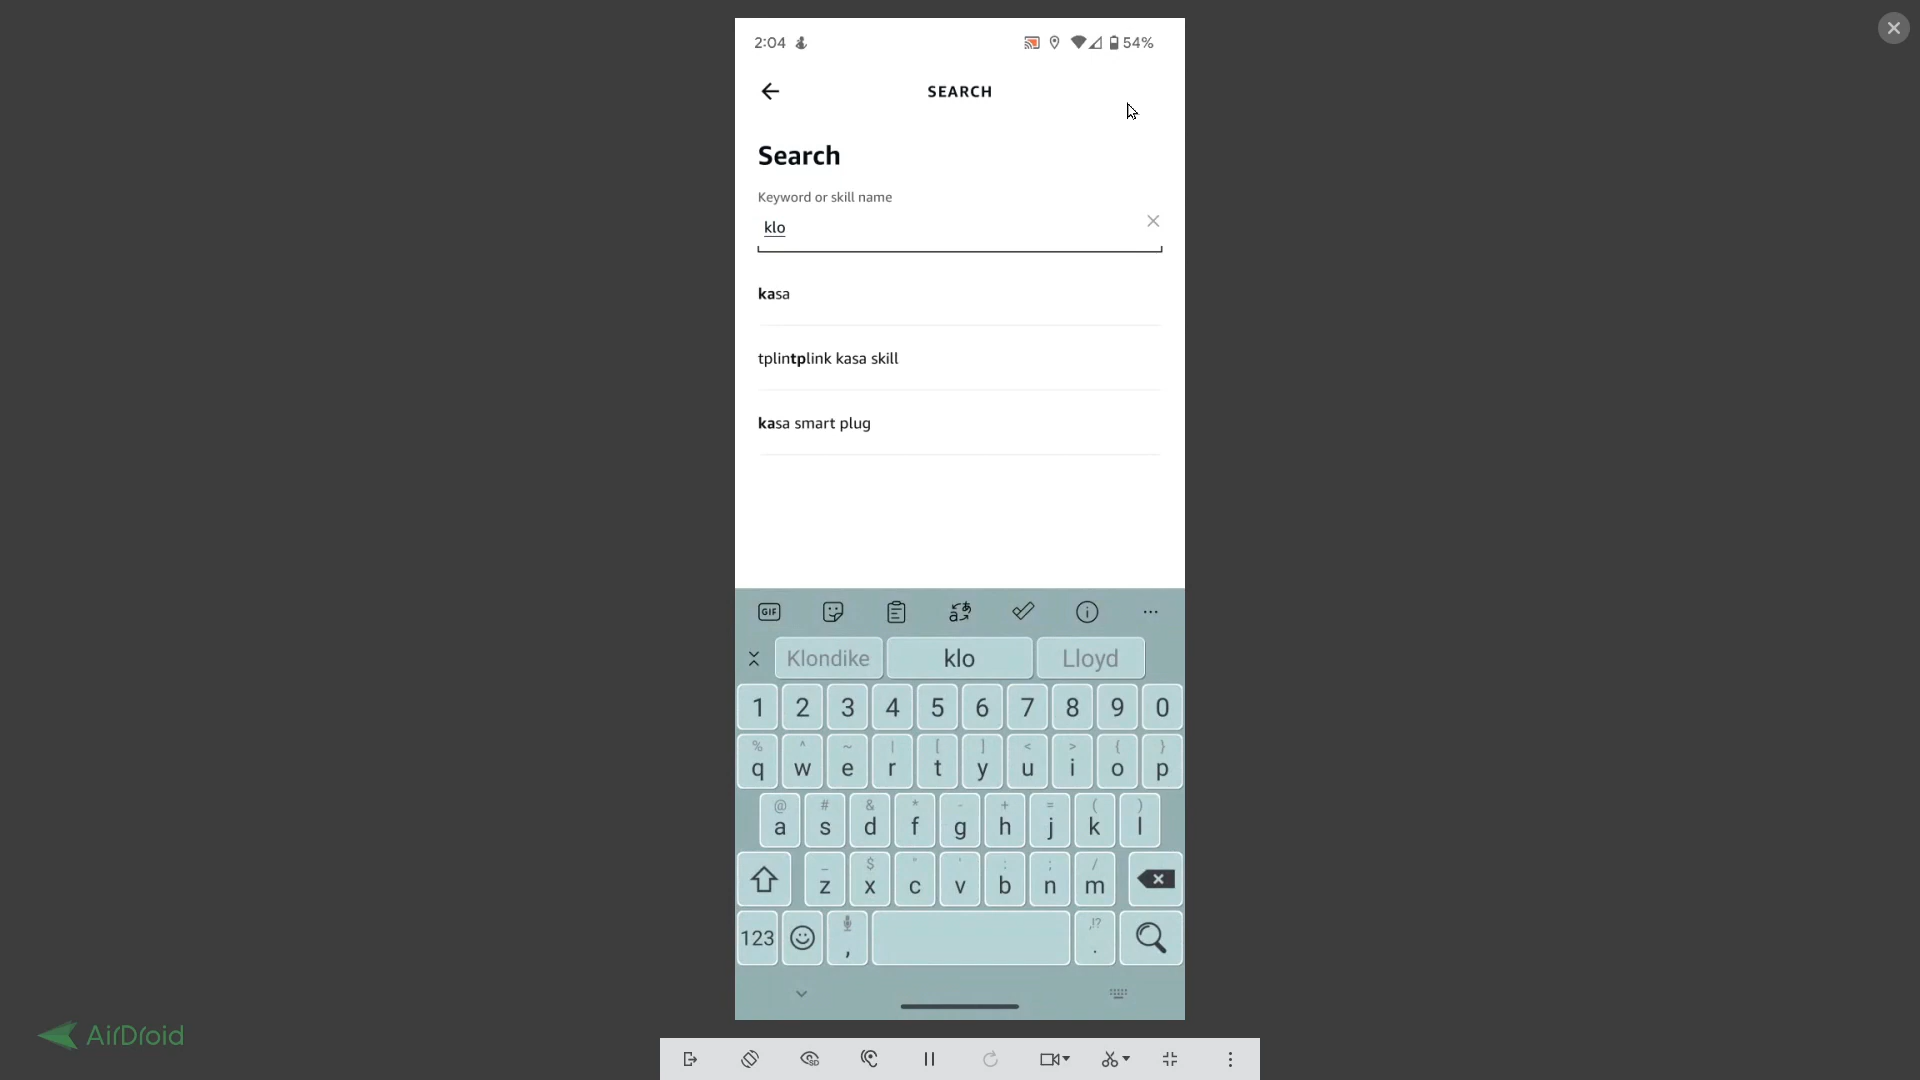 2:04 54%
SEARCH
Search
Keyword or skill name
klo
kasa
tplintplink kasa skill
kasa smart plug
GIF
Klondike klo Lloyd
1 2 3 4 5 6 7 8 9 0
% ^ ~ | [ ] < > { }
q w e r t y u i o p
@ # & * - + = ( )
a s d f g h j k l
_ $ " ' : ; /
z x c v b n m
,!?
123 , .
AirDroid